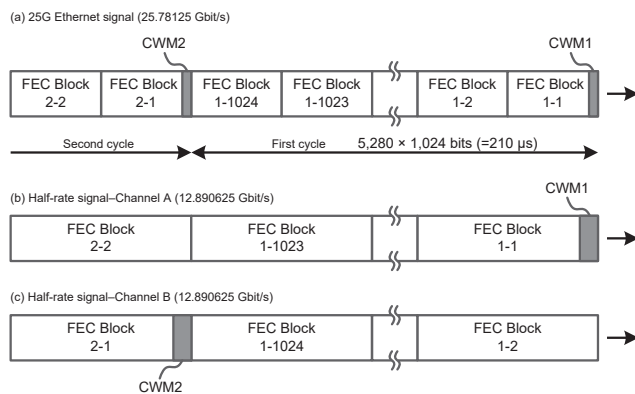 (a) 25G Ethernet signal (25.78125 Gbit/s)
CWM2
CWM1
FEC Block
2-2
FEC Block
2-1
FEC Block
1-1024
FEC Block
1-1023
FEC Block
1-2
FEC Block
1-1
Second cycle
First cycle
5,280 × 1,024 bits (=210 µs)
(b) Half-rate signal–Channel A (12.890625 Gbit/s)
CWM1
FEC Block
2-2
FEC Block
1-1023
FEC Block
1-1
(c) Half-rate signal–Channel B (12.890625 Gbit/s)
FEC Block
2-1
FEC Block
1-1024
FEC Block
1-2
CWM2